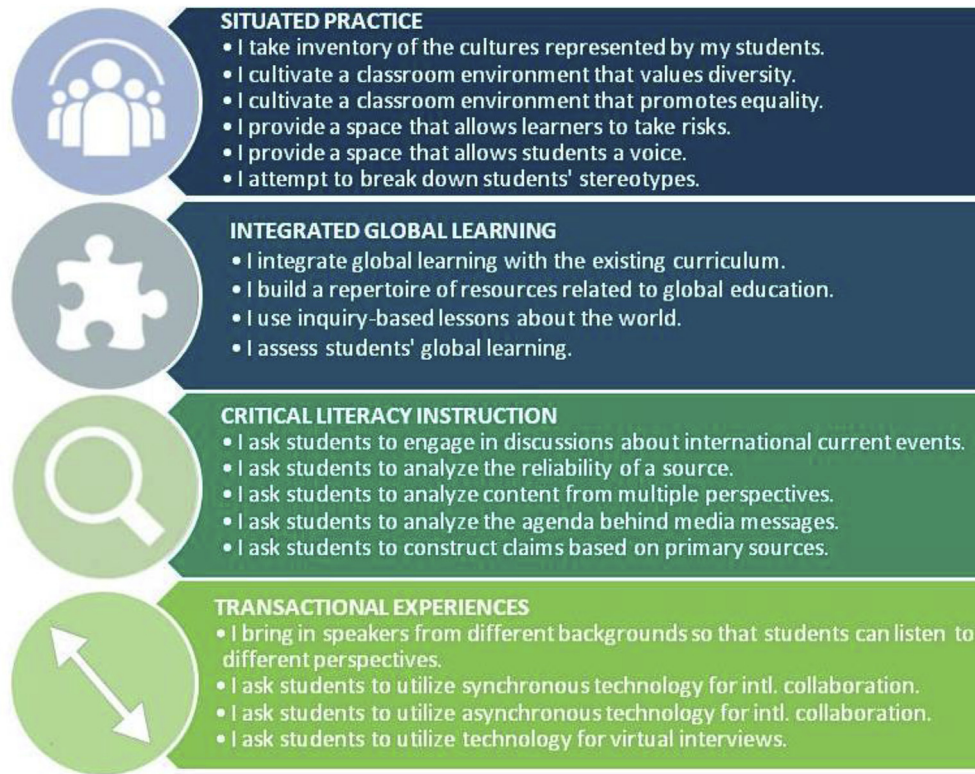 SITUATED PRACTICE
• I take inventory of the cultures represented by my students.
• I cultivate a classroom environment that values diversity.
• I cultivate a classroom environment that promotes equality.
• I provide a space that allows learners to take risks.
• I provide a space that allows students a voice.
• I attempt to break down students' stereotypes.
INTEGRATED GLOBAL LEARNING
• I integrate global learning with the existing curriculum.
• I build a repertoire of resources related to global education.
• I use inquiry-based lessons about the world.
• I assess students' global learning.
CRITICAL LITERACY INSTRUCTION
• I ask students to engage in discussions about international current events.
• I ask students to analyze the reliability of a source.
• I ask students to analyze content from multiple perspectives.
• I ask students to analyze the agenda behind media messages.
• I ask students to construct claims based on primary sources.
TRANSACTIONAL EXPERIENCES
• I bring in speakers from different backgrounds so that students can listen to
different perspectives.
• I ask students to utilize synchronous technology for intl. collaboration.
• I ask students to utilize asynchronous technology for intl. collaboration.
• I ask students to utilize technology for virtual interviews.